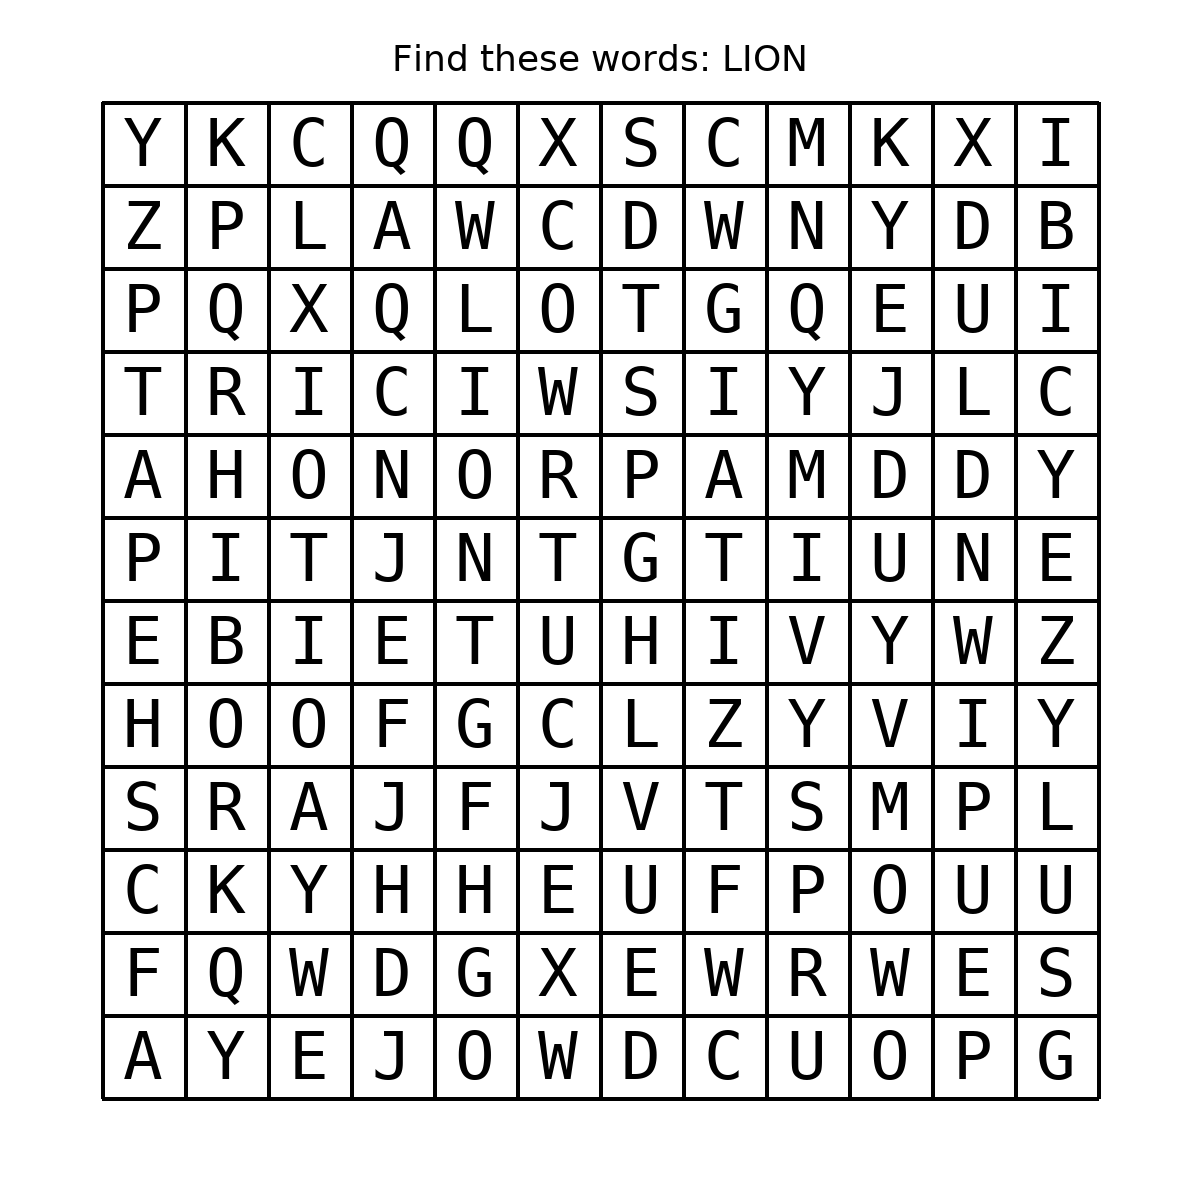 Find these words: LION
Y K C Q Q X S C M K X I
Z P L A W C D W N Y D B
P Q X Q L O T G Q E U I
T R I C I W S I Y J L C
A H O N O R P A M D D Y
P I T J N T G T I U N E
E B I E T U H I V Y W Z
H O O F G C L Z Y V I Y
S R A J F J V T S M P L
C K Y H H E U F P O U U
F Q W D G X E W R W E S
A Y E J O W D C U O P G